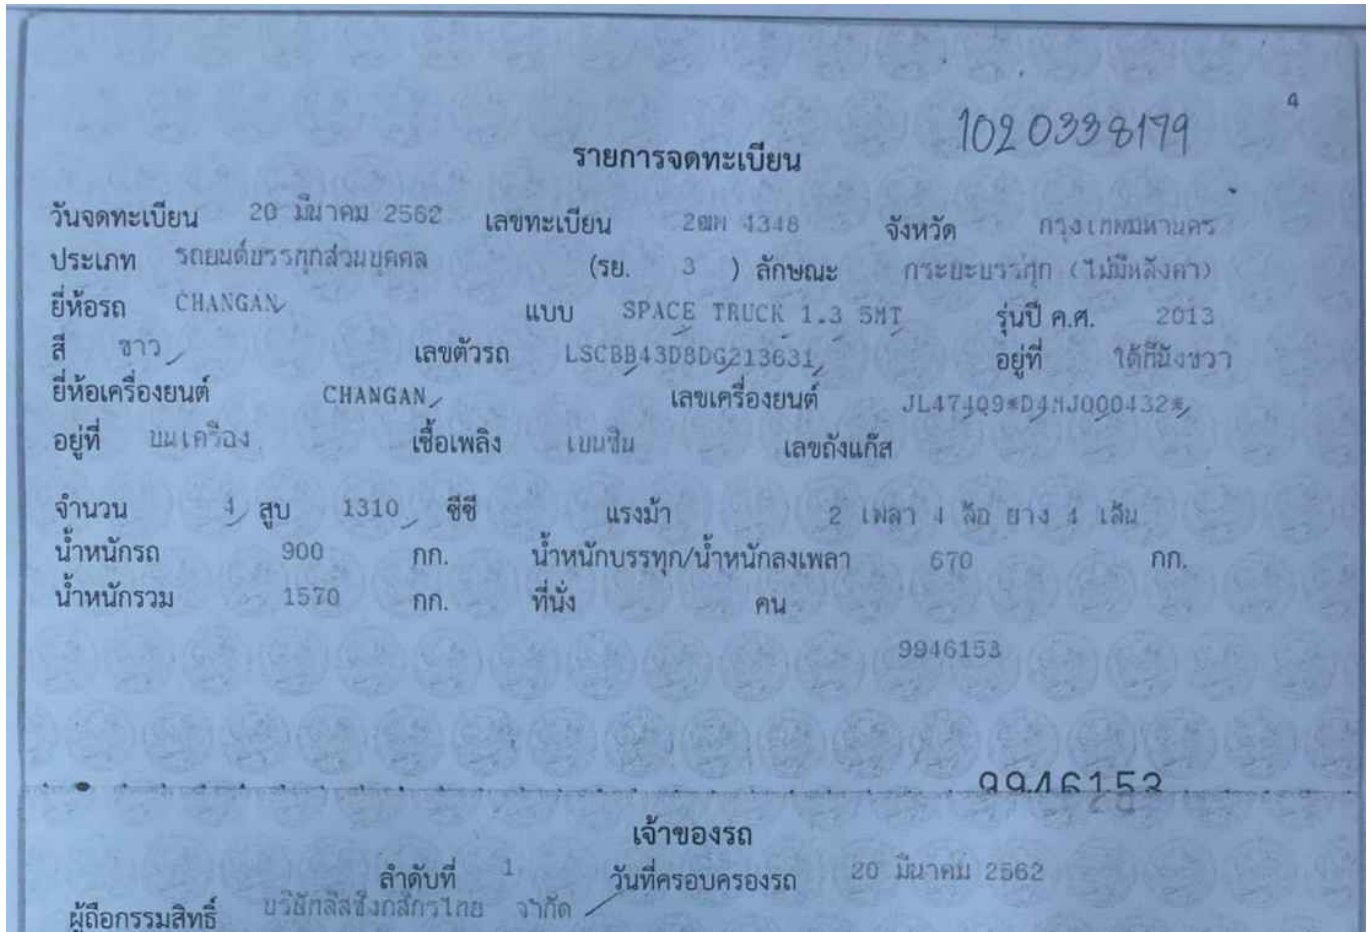 4
1020338179
รายการจดทะเบียน
วันจดทะเบียน 20 มีนาคม 2562 เลขทะเบียน 2ฒพ 4348 จังหวัด กรุงเทพมหานคร
ประเภท รถยนต์บรรทุกส่วนบุคคล (รย. 3 ) ลักษณะ กระบะบรรทุก (ไม่มีหลังคา)
ยี่ห้อรถ CHANGAN แบบ SPACE TRUCK 1.3 5MT รุ่นปี ค.ศ. 2013
สี ขาว เลขตัวรถ LSCBB43D8DG213631 อยู่ที่ ใต้ที่นั่งขวา
ยี่ห้อเครื่องยนต์ CHANGAN เลขเครื่องยนต์ JL474Q9*D4MJ000432*
อยู่ที่ บนเครื่อง เชื้อเพลิง เบนซิน เลขถังแก๊ส
จำนวน 4 สูบ 1310 ซีซี แรงม้า 2 เพลา 4 ล้อ ยาง 4 เส้น
น้ำหนักรถ 900 กก. น้ำหนักบรรทุก/น้ำหนักลงเพลา 670 กก.
น้ำหนักรวม 1570 กก. ที่นั่ง คน
9946153
9946153
เจ้าของรถ
ลำดับที่ 1 วันที่ครอบครองรถ 20 มีนาคม 2562
ผู้ถือกรรมสิทธิ์ บริษัทลีสซิ่งกสิกรไทย จำกัด